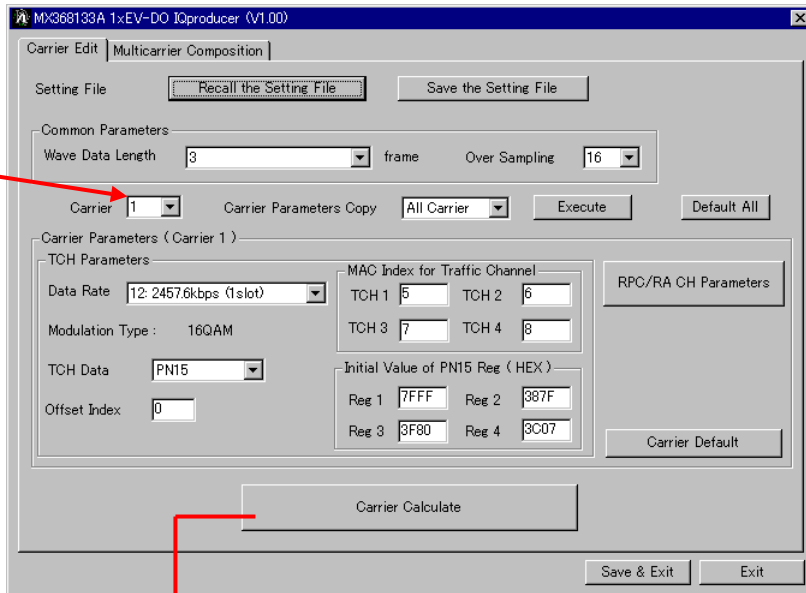 MX368133A 1xEV-DO IQproducer (V1.00)
Carrier Edit Multicarrier Composition
Setting File Recall the Setting File Save the Setting File
Common Parameters
Wave Data Length 3 frame Over Sampling 16
Carrier 1 Carrier Parameters Copy All Carrier Execute Default All
Carrier Parameters ( Carrier 1 )
TCH Parameters
Data Rate 12: 2457.6kbps (1slot)
Modulation Type : 16QAM
TCH Data PN15
Offset Index 0
MAC Index for Traffic Channel
TCH 1 5 TCH 2 6
TCH 3 7 TCH 4 8
Initial Value of PN15 Reg ( HEX )
Reg 1 7FFF Reg 2 387F
Reg 3 3F80 Reg 4 3C07
RPC/RA CH Parameters
Carrier Default
Carrier Calculate
Save & Exit Exit